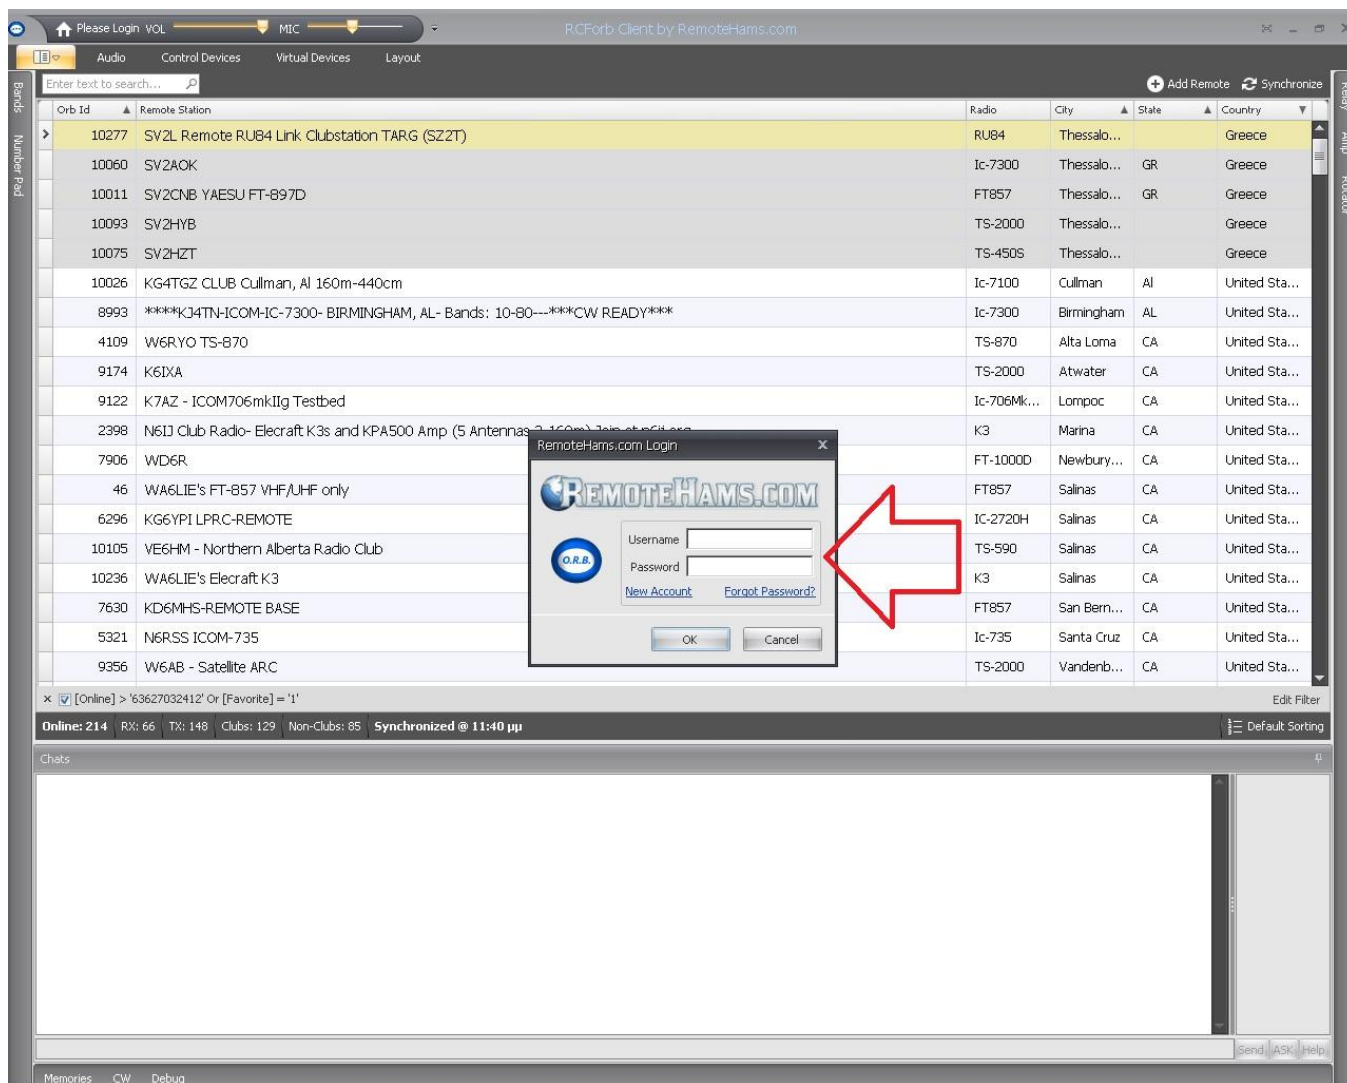 Please Login VOL MIC RCForb Client by RemoteHams.com
Audio Control Devices Virtual Devices Layout
Enter text to search... Add Remote Synchronize
Bands
Number Pad
Relay
Amp
Rotator
Orb Id Remote Station Radio City State Country
10277 SV2L Remote RU84 Link Clubstation TARG (SZ2T) RU84 Thessalo... Greece
10060 SV2AOK Ic-7300 Thessalo... GR Greece
10011 SV2CNB YAESU FT-897D FT857 Thessalo... GR Greece
10093 SV2HYB TS-2000 Thessalo... Greece
10075 SV2HZT TS-450S Thessalo... Greece
10026 KG4TGZ CLUB Cullman, Al 160m-440cm Ic-7100 Cullman Al United Sta...
8993 ****KJ4TN-ICOM-IC-7300- BIRMINGHAM, AL- Bands: 10-80---***CW READY*** Ic-7300 Birmingham AL United Sta...
4109 W6RYO TS-870 TS-870 Alta Loma CA United Sta...
9174 K6IXA TS-2000 Atwater CA United Sta...
9122 K7AZ - ICOM706mkIIg Testbed Ic-706Mk... Lompoc CA United Sta...
2398 N6IJ Club Radio- Elecraft K3s and KPA500 Amp (5 Antennas 2-160m) Join at n6ij.org K3 Marina CA United Sta...
7906 WD6R FT-1000D Newbury... CA United Sta...
46 WA6LIE's FT-857 VHF/UHF only FT857 Salinas CA United Sta...
6296 KG6YPI LPRC-REMOTE IC-2720H Salinas CA United Sta...
10105 VE6HM - Northern Alberta Radio Club TS-590 Salinas CA United Sta...
10236 WA6LIE's Elecraft K3 K3 Salinas CA United Sta...
7630 KD6MHS-REMOTE BASE FT857 San Bern... CA United Sta...
5321 N6RSS ICOM-735 Ic-735 Santa Cruz CA United Sta...
9356 W6AB - Satellite ARC TS-2000 Vandenb... CA United Sta...
RemoteHams.com Login x
REMOTEHAMS.COM
O.R.B.
Username
Password
New Account Forgot Password?
OK Cancel
x [Online] > '63627032412' Or [Favorite] = '1' Edit Filter
Online: 214 RX: 66 TX: 148 Clubs: 129 Non-Clubs: 85 Synchronized @ 11:40 μμ Default Sorting
Chats
Send ASK Help
Memories CW Debug